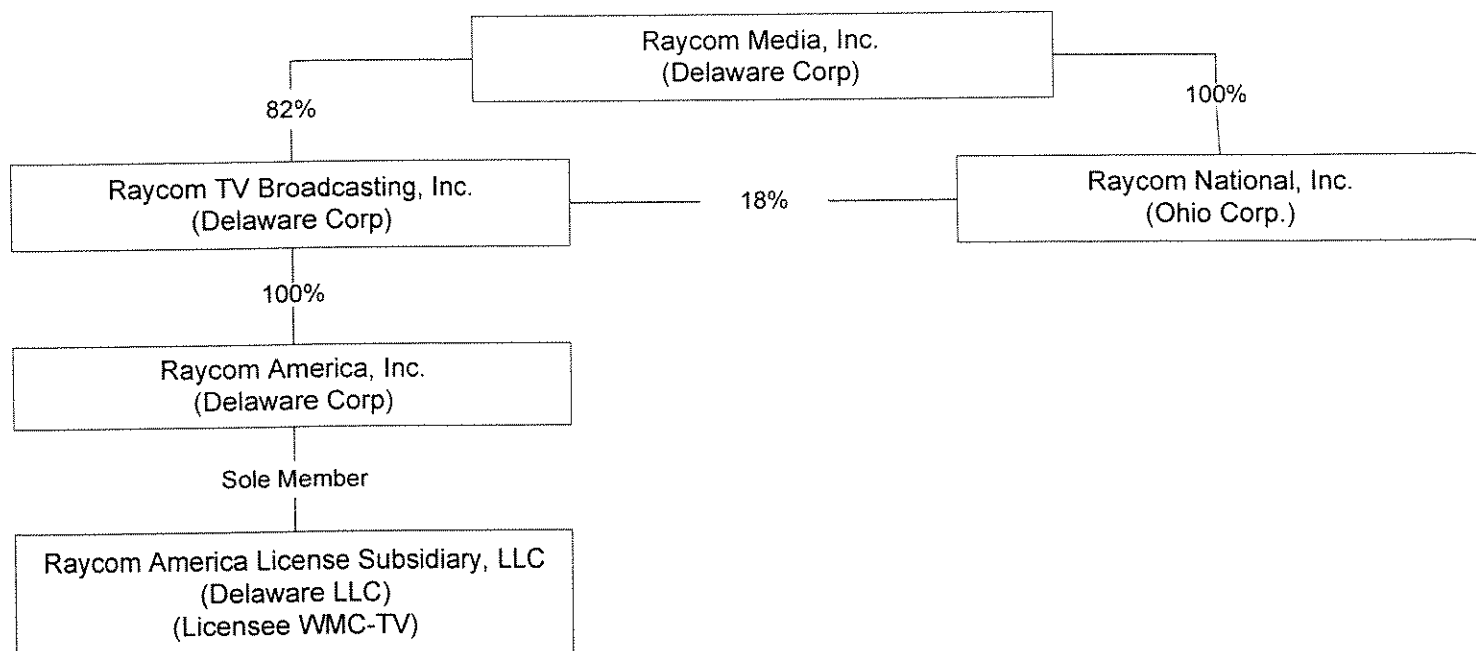 Raycom Media, Inc.
(Delaware Corp)
82%
100%
Raycom TV Broadcasting, Inc.
(Delaware Corp)
18%
Raycom National, Inc.
(Ohio Corp.)
100%
Raycom America, Inc.
(Delaware Corp)
Sole Member
Raycom America License Subsidiary, LLC
(Delaware LLC)
(Licensee WMC-TV)